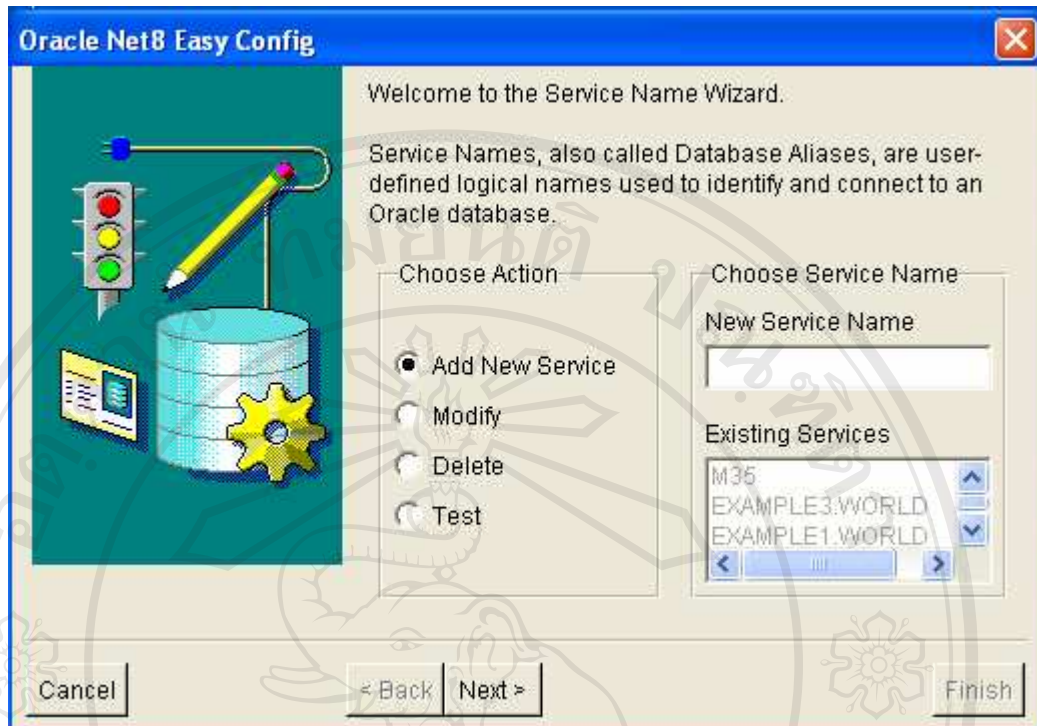 Oracle Net8 Easy Config
Welcome to the Service Name Wizard.
Service Names, also called Database Aliases, are user-
defined logical names used to identify and connect to an
Oracle database.
Choose Action
Add New Service
Modify
Delete
Test
Choose Service Name
New Service Name
Existing Services
M35
EXAMPLE3.WORLD
EXAMPLE1.WORLD
Cancel
< Back
Next >
Finish